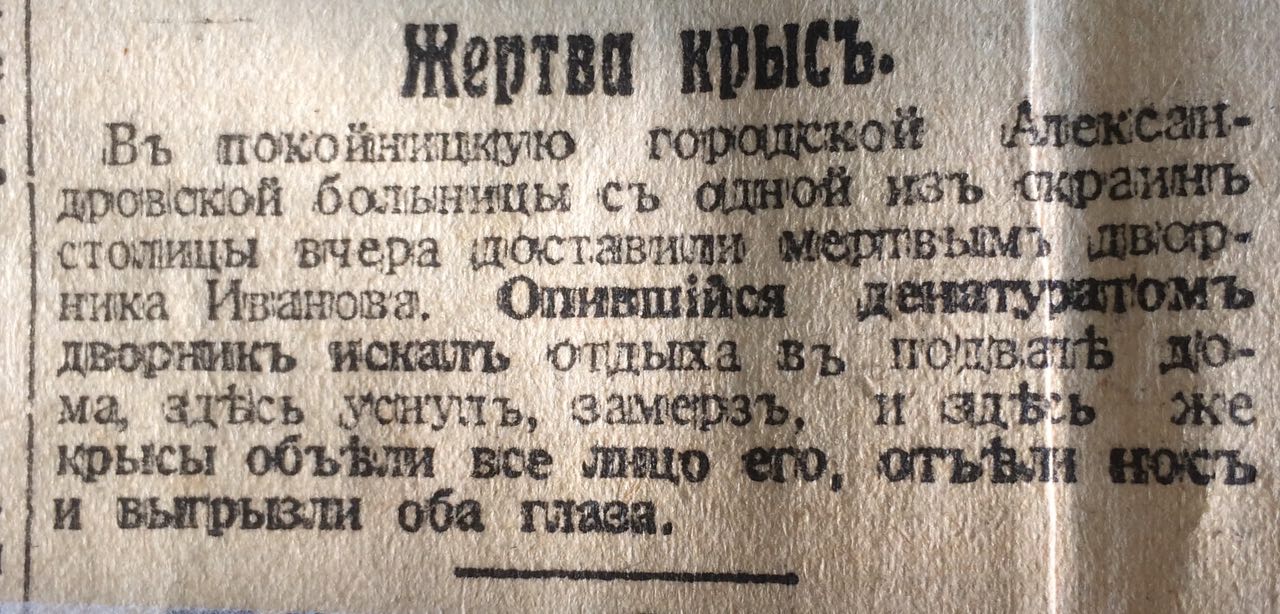 Жертва крысъ.
Въ покойницкую городской Алексан-
дровской больницы съ одной изъ окраинъ
столицы вчера доставили мертвымъ двор-
ника Иванова. Опившійся денатуратомъ
дворникъ искалъ отдыха въ подвалѣ до-
ма, здѣсь уснулъ, замерзъ, и здѣсь же
крысы объѣли все лицо его, отъѣли носъ
и выгрызли оба глаза.